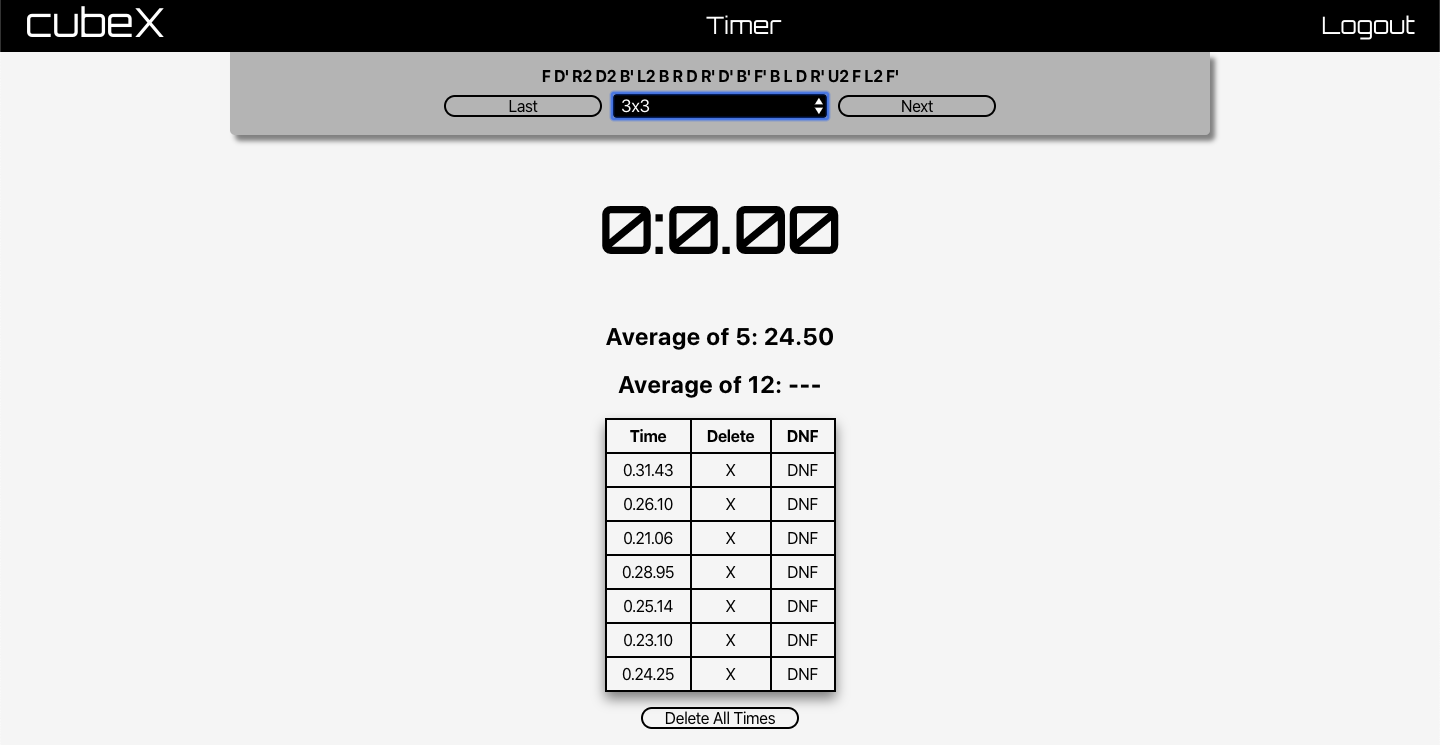 cubeX Timer Logout
F D' R2 D2 B' L2 B R D R' D' B' F' B L D R' U2 F L2 F'
Last 3x3 Next
0:0.00
Average of 5: 24.50
Average of 12: ---
Time Delete DNF
0.31.43 X DNF
0.26.10 X DNF
0.21.06 X DNF
0.28.95 X DNF
0.25.14 X DNF
0.23.10 X DNF
0.24.25 X DNF
Delete All Times